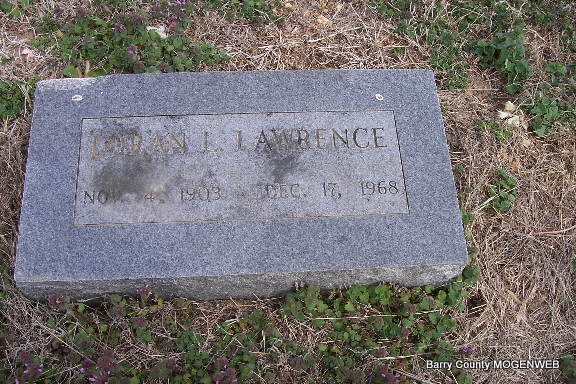 LORAN L. LAWRENCE
NOV. 4, 1903 DEC. 17, 1968
Barry County MOGENWEB